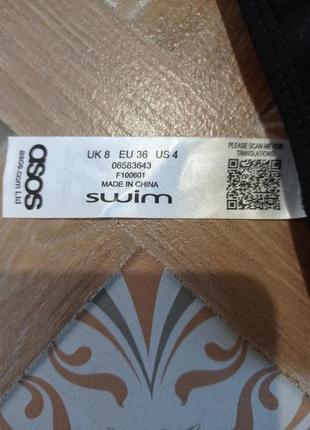 asos
asos.com Ltd
UK 8 EU 36 US 4
06583643
F100601
MADE IN CHINA
swim
PLEASE SCAN ME FOR
TRANSLATIONS